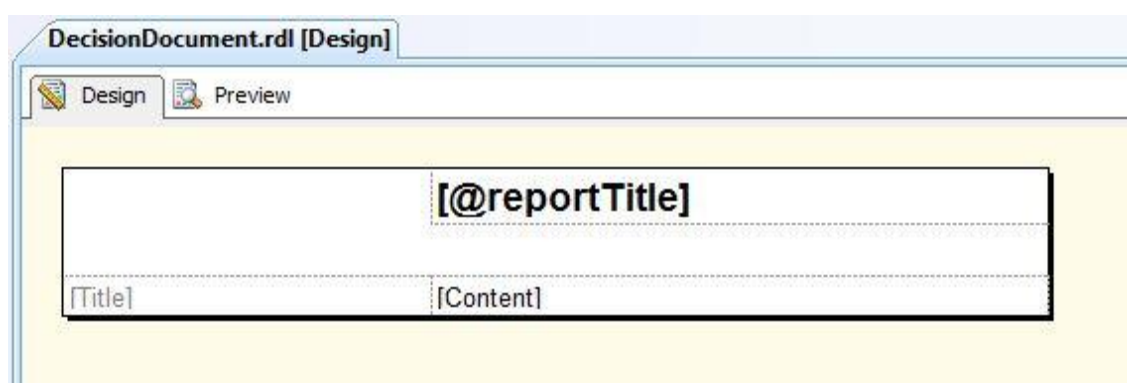 DecisionDocument.rdl [Design]
Design Preview
[@reportTitle]
[Title] [Content]